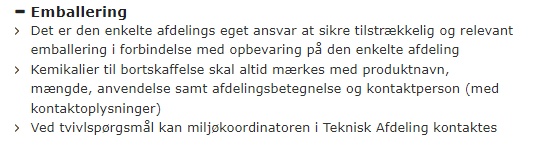 Emballering
Det er den enkelte afdelings eget ansvar at sikre tilstrækkelig og relevant
emballering i forbindelse med opbevaring på den enkelte afdeling
Kemikalier til bortskaffelse skal altid mærkes med produktnavn,
mængde, anvendelse samt afdelingsbetegnelse og kontaktperson (med
kontaktoplysninger)
Ved tvivlspørgsmål kan miljøkoordinatoren i Teknisk Afdeling kontaktes